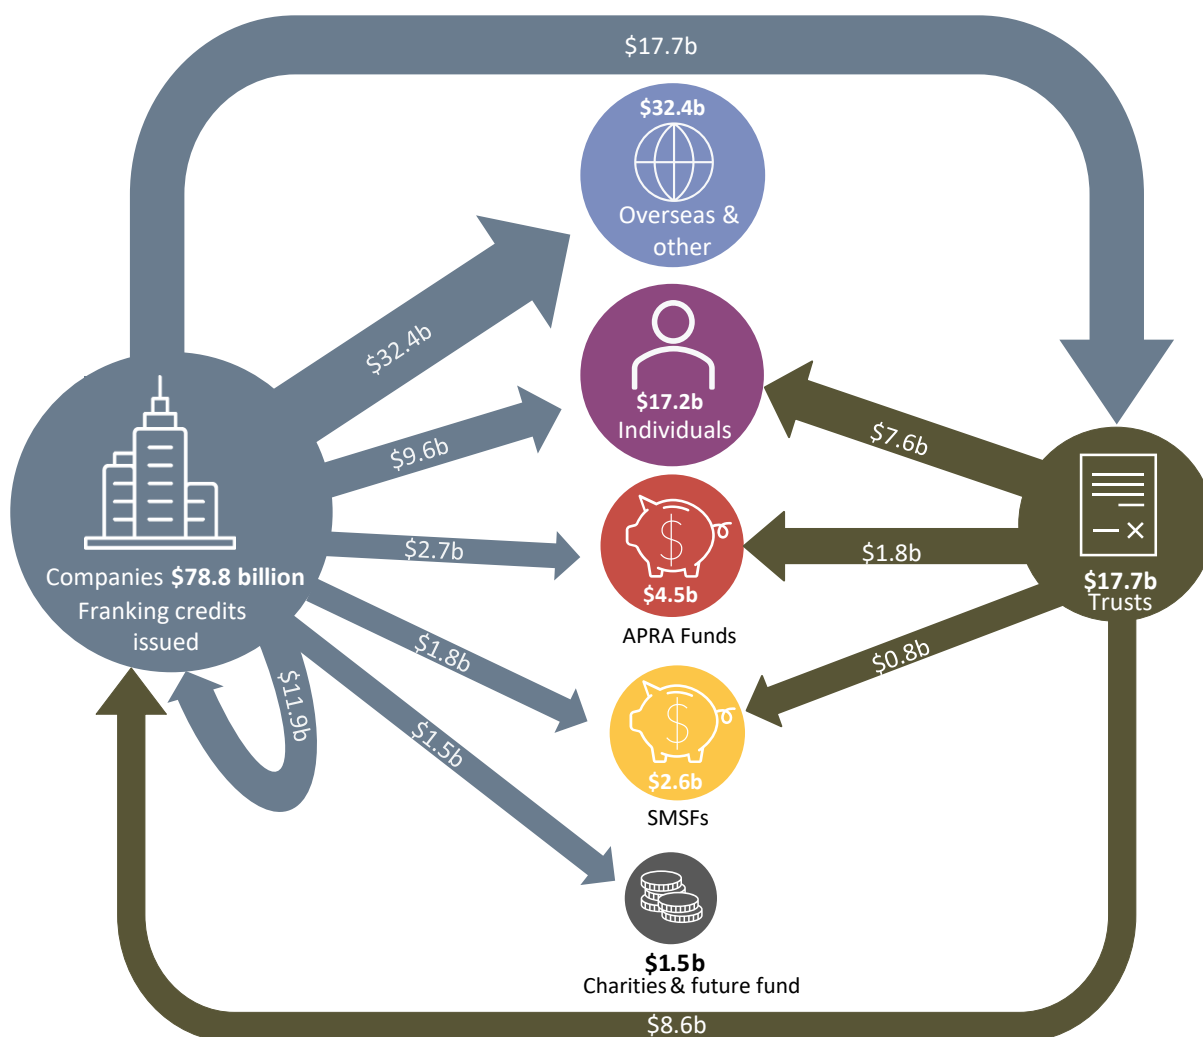 $17.7b
$32.4b
Overseas &
other
$32.4b
$17.2b
Individuals
$9.6b
$7.6b
$2.7b
$1.8b
$4.5b
APRA Funds
Companies $78.8 billion
Franking credits
issued
$17.7b
Trusts
$1.8b
$0.8b
$11.9b
$1.5b
$2.6b
SMSFs
$1.5b
Charities & future fund
$8.6b